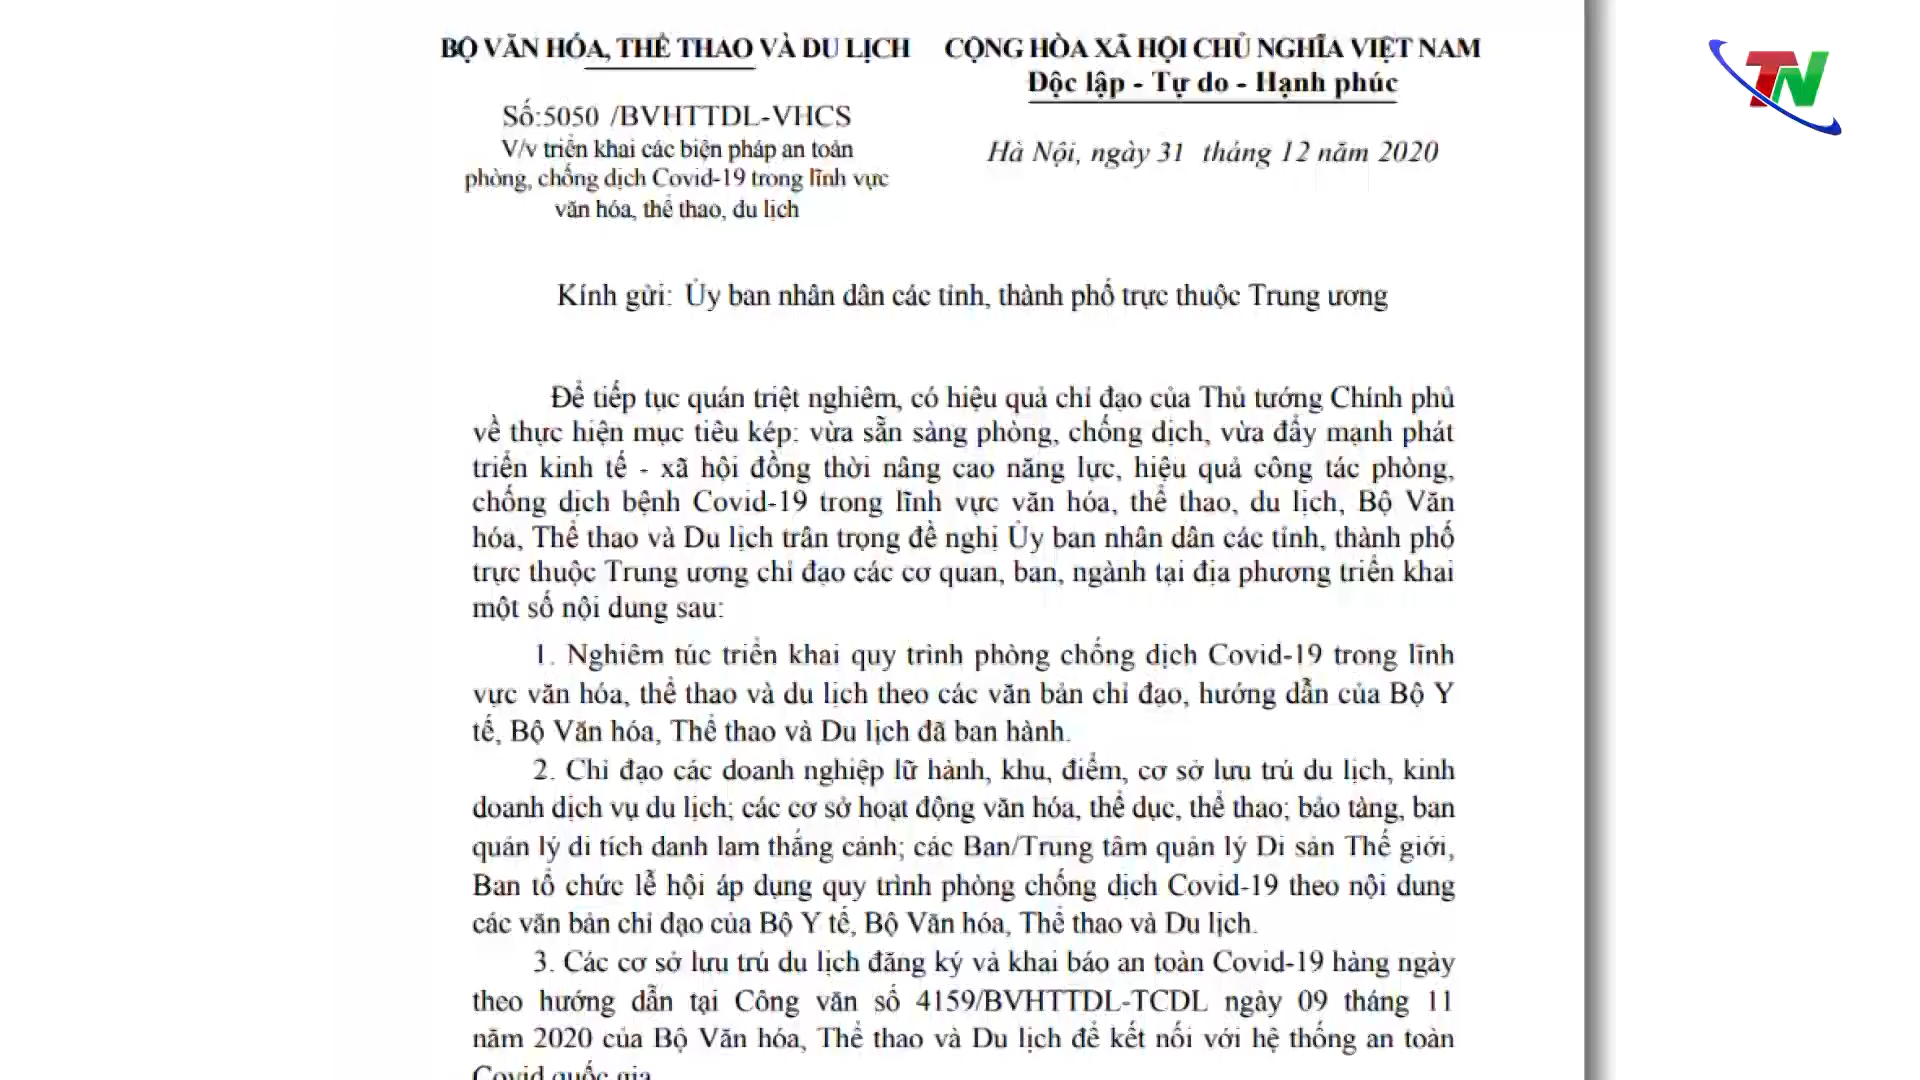 BỘ VĂN HÓA, THỂ THAO VÀ DU LỊCH
CỘNG HÒA XÃ HỘI CHỦ NGHĨA VIỆT NAM
Độc lập - Tự do - Hạnh phúc
Số:5050 /BVHTTDL-VHCS
V/v triển khai các biện pháp an toàn
phòng, chống dịch Covid-19 trong lĩnh vực
văn hóa, thể thao, du lịch
Hà Nội, ngày 31 tháng 12 năm 2020
TN
Kính gửi: Ủy ban nhân dân các tỉnh, thành phố trực thuộc Trung ương
Để tiếp tục quán triệt nghiêm, có hiệu quả chỉ đạo của Thủ tướng Chính phủ
về thực hiện mục tiêu kép: vừa sẵn sàng phòng, chống dịch, vừa đẩy mạnh phát
triển kinh tế - xã hội đồng thời nâng cao năng lực, hiệu quả công tác phòng,
chống dịch bệnh Covid-19 trong lĩnh vực văn hóa, thể thao, du lịch, Bộ Văn
hóa, Thể thao và Du lịch trân trọng đề nghị Ủy ban nhân dân các tỉnh, thành phố
trực thuộc Trung ương chỉ đạo các cơ quan, ban, ngành tại địa phương triển khai
một số nội dung sau:
1. Nghiêm túc triển khai quy trình phòng chống dịch Covid-19 trong lĩnh
vực văn hóa, thể thao và du lịch theo các văn bản chỉ đạo, hướng dẫn của Bộ Y
tế, Bộ Văn hóa, Thể thao và Du lịch đã ban hành.
2. Chỉ đạo các doanh nghiệp lữ hành, khu, điểm, cơ sở lưu trú du lịch, kinh
doanh dịch vụ du lịch; các cơ sở hoạt động văn hóa, thể dục, thể thao; bảo tàng, ban
quản lý di tích danh lam thắng cảnh; các Ban/Trung tâm quản lý Di sản Thế giới,
Ban tổ chức lễ hội áp dụng quy trình phòng chống dịch Covid-19 theo nội dung
các văn bản chỉ đạo của Bộ Y tế, Bộ Văn hóa, Thể thao và Du lịch.
3. Các cơ sở lưu trú du lịch đăng ký và khai báo an toàn Covid-19 hàng ngày
theo hướng dẫn tại Công văn số 4159/BVHTTDL-TCDL ngày 09 tháng 11
năm 2020 của Bộ Văn hóa, Thể thao và Du lịch để kết nối với hệ thống an toàn
Covid quốc gia